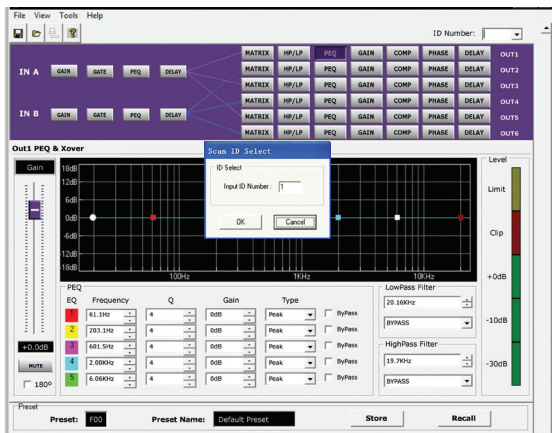 File View Tools Help
ID Number:
MATRIX HP/LP PEQ GAIN COMP PHASE DELAY OUT1
IN A GAIN GATE PEQ DELAY MATRIX HP/LP PEQ GAIN COMP PHASE DELAY OUT2
MATRIX HP/LP PEQ GAIN COMP PHASE DELAY OUT3
MATRIX HP/LP PEQ GAIN COMP PHASE DELAY OUT4
IN B GAIN GATE PEQ DELAY MATRIX HP/LP PEQ GAIN COMP PHASE DELAY OUT5
MATRIX HP/LP PEQ GAIN COMP PHASE DELAY OUT6
Out1 PEQ & Xover
Scan ID Select
ID Select
Input ID Number: 1
OK Cancel
Gain
18dB
12dB
6dB
0dB
-6dB
-12dB
-18dB
100Hz 1KHz 10KHz
Level
Limit
Clip
+0dB
-10dB
-30dB
+0.0dB
MUTE
180º
PEQ
EQ Frequency Q Gain Type
1 61.1Hz 4 0dB Peak ByPass
2 203.1Hz 4 0dB Peak ByPass
3 601.5Hz 4 0dB Peak ByPass
4 2.00KHz 4 0dB Peak ByPass
5 6.06KHz 4 0dB Peak ByPass
LowPass Filter
20.16KHz
BYPASS
HighPass Filter
19.7KHz
BYPASS
Preset
Preset: F00 Preset Name: Default Preset Store Recall